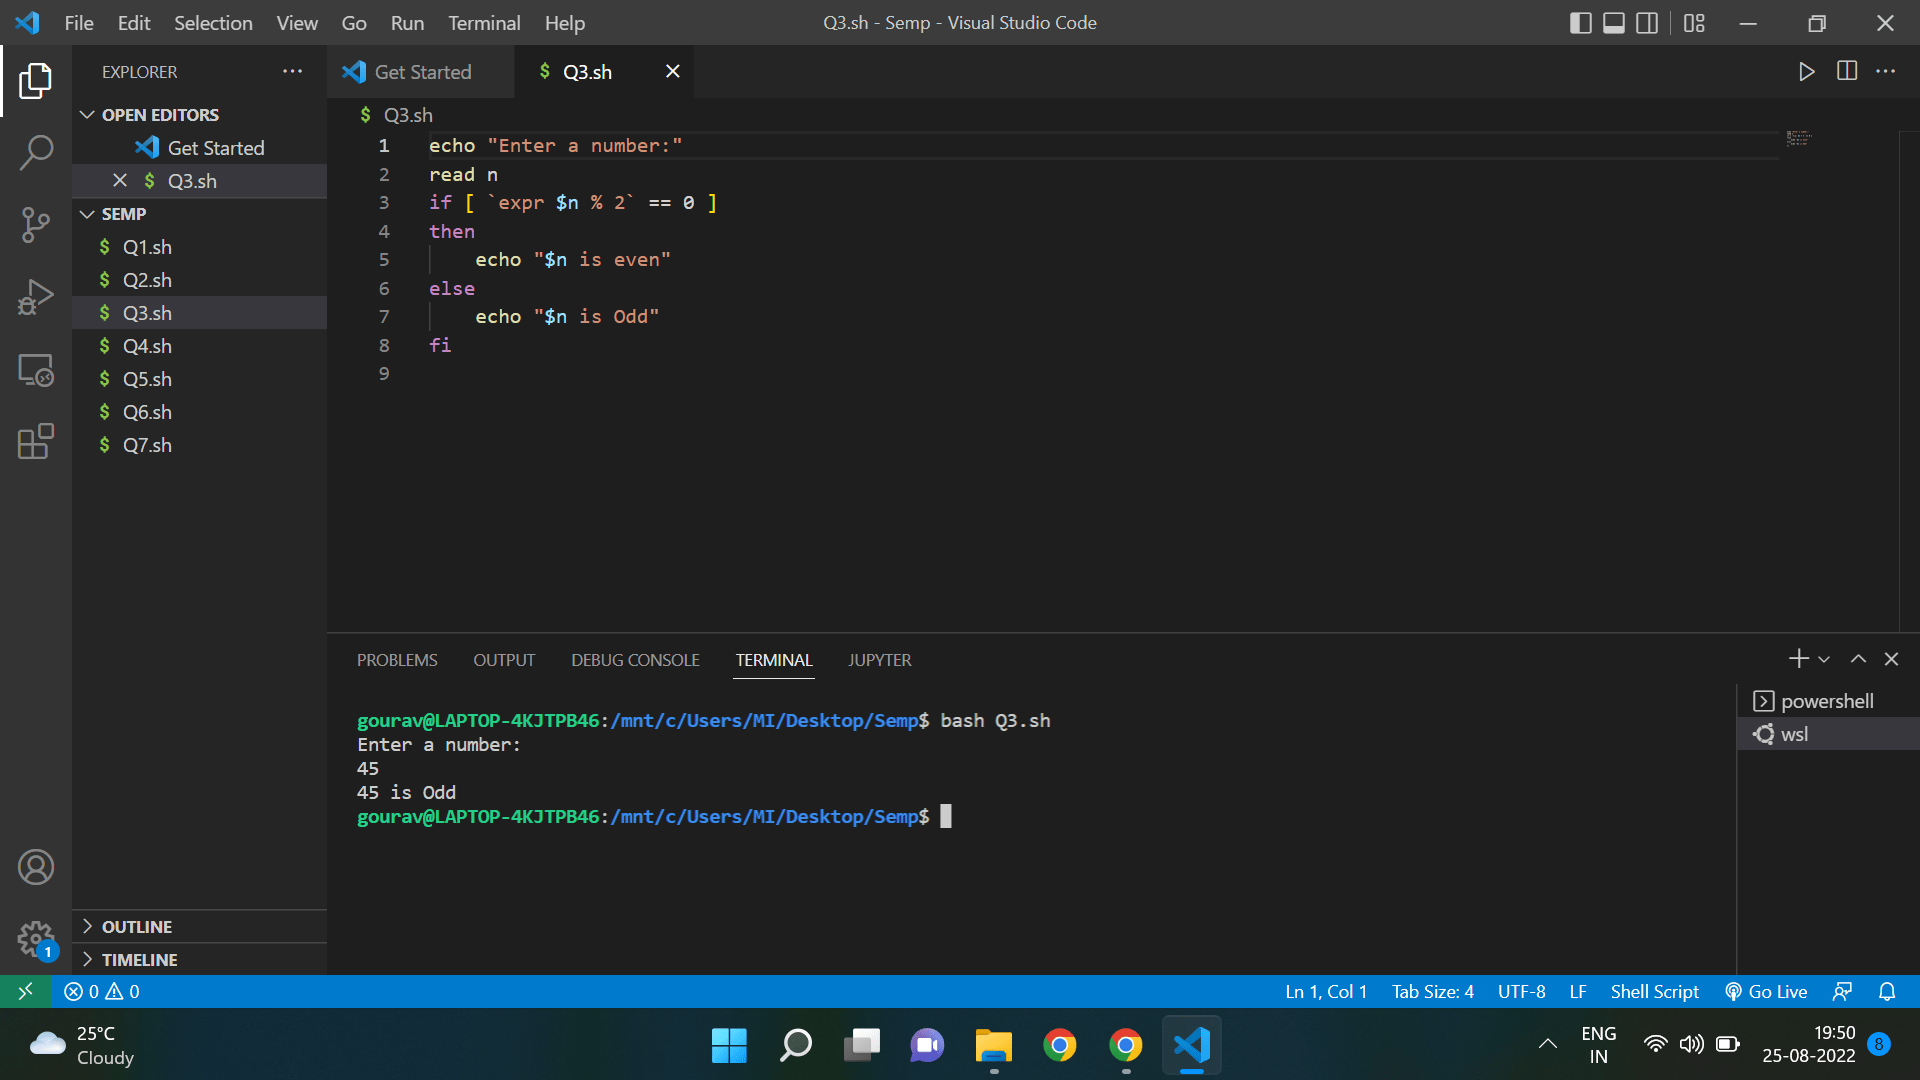 File Edit Selection View Go Run Terminal Help
Q3.sh - Semp - Visual Studio Code
EXPLORER
OPEN EDITORS
Get Started
Q3.sh
SEMP
$ Q1.sh
$ Q2.sh
$ Q3.sh
$ Q4.sh
$ Q5.sh
$ Q6.sh
$ Q7.sh
OUTLINE
TIMELINE
Get Started
$ Q3.sh
$ Q3.sh
1 echo "Enter a number:"
2 read n
3 if [ `expr $n % 2` == 0 ]
4 then
5 echo "$n is even"
6 else
7 echo "$n is Odd"
8 fi
9
PROBLEMS OUTPUT DEBUG CONSOLE TERMINAL JUPYTER
gourav@LAPTOP-4KJTPB46:/mnt/c/Users/MI/Desktop/Semp$ bash Q3.sh
Enter a number:
45
45 is Odd
gourav@LAPTOP-4KJTPB46:/mnt/c/Users/MI/Desktop/Semp$
powershell
wsl
1
0 0
Ln 1, Col 1 Tab Size: 4 UTF-8 LF Shell Script Go Live
25°C
Cloudy
ENG
IN
19:50
25-08-2022
8